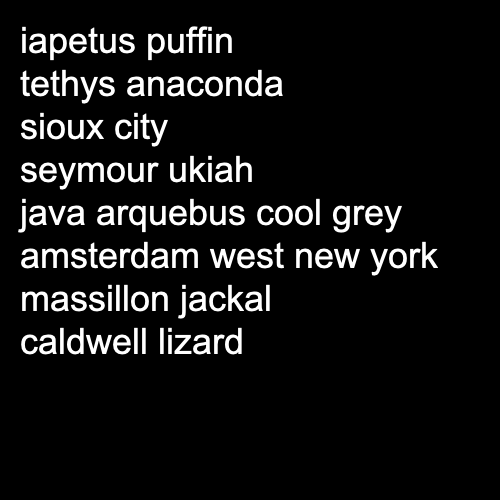 iapetus puffin
tethys anaconda
sioux city
seymour ukiah
java arquebus cool grey
amsterdam west new york
massillon jackal
caldwell lizard